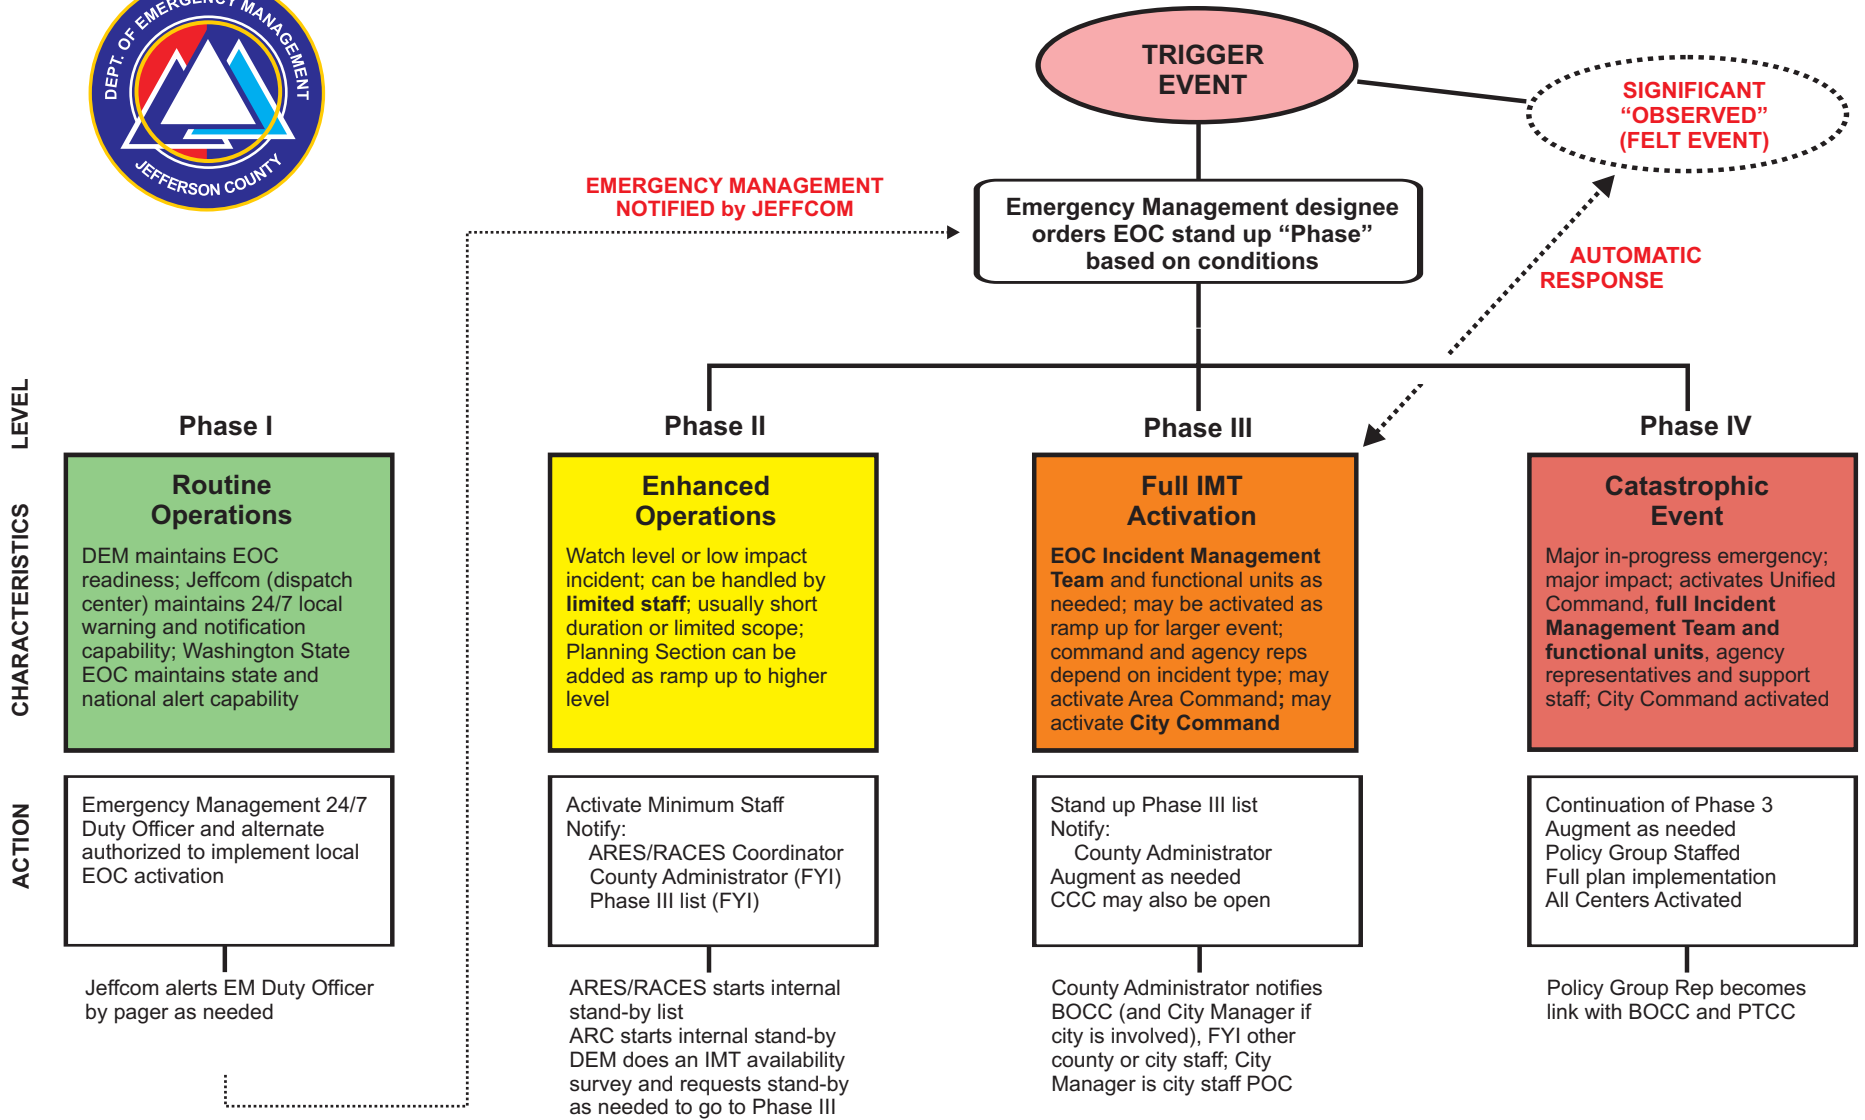 DEPT. OF EMERGENCY MANAGEMENT
JEFFERSON COUNTY
TRIGGER
EVENT
SIGNIFICANT
“OBSERVED”
(FELT EVENT)
EMERGENCY MANAGEMENT
NOTIFIED by JEFFCOM
Emergency Management designee
orders EOC stand up “Phase”
based on conditions
AUTOMATIC
RESPONSE
LEVEL
Phase I
Phase II
Phase III
Phase IV
CHARACTERISTICS
Routine
Operations
DEM maintains EOC
readiness; Jeffcom (dispatch
center) maintains 24/7 local
warning and notification
capability; Washington State
EOC maintains state and
national alert capability
Enhanced
Operations
Watch level or low impact
incident; can be handled by
limited staff; usually short
duration or limited scope;
Planning Section can be
added as ramp up to higher
level
Full IMT
Activation
EOC Incident Management
Team and functional units as
needed; may be activated as
ramp up for larger event;
command and agency reps
depend on incident type; may
activate Area Command; may
activate City Command
Catastrophic
Event
Major in-progress emergency;
major impact; activates Unified
Command, full Incident
Management Team and
functional units, agency
representatives and support
staff; City Command activated
ACTION
Emergency Management 24/7
Duty Officer and alternate
authorized to implement local
EOC activation
Activate Minimum Staff
Notify:
ARES/RACES Coordinator
County Administrator (FYI)
Phase III list (FYI)
Stand up Phase III list
Notify:
County Administrator
Augment as needed
CCC may also be open
Continuation of Phase 3
Augment as needed
Policy Group Staffed
Full plan implementation
All Centers Activated
Jeffcom alerts EM Duty Officer
by pager as needed
ARES/RACES starts internal
stand-by list
ARC starts internal stand-by
DEM does an IMT availability
survey and requests stand-by
as needed to go to Phase III
County Administrator notifies
BOCC (and City Manager if
city is involved), FYI other
county or city staff; City
Manager is city staff POC
Policy Group Rep becomes
link with BOCC and PTCC